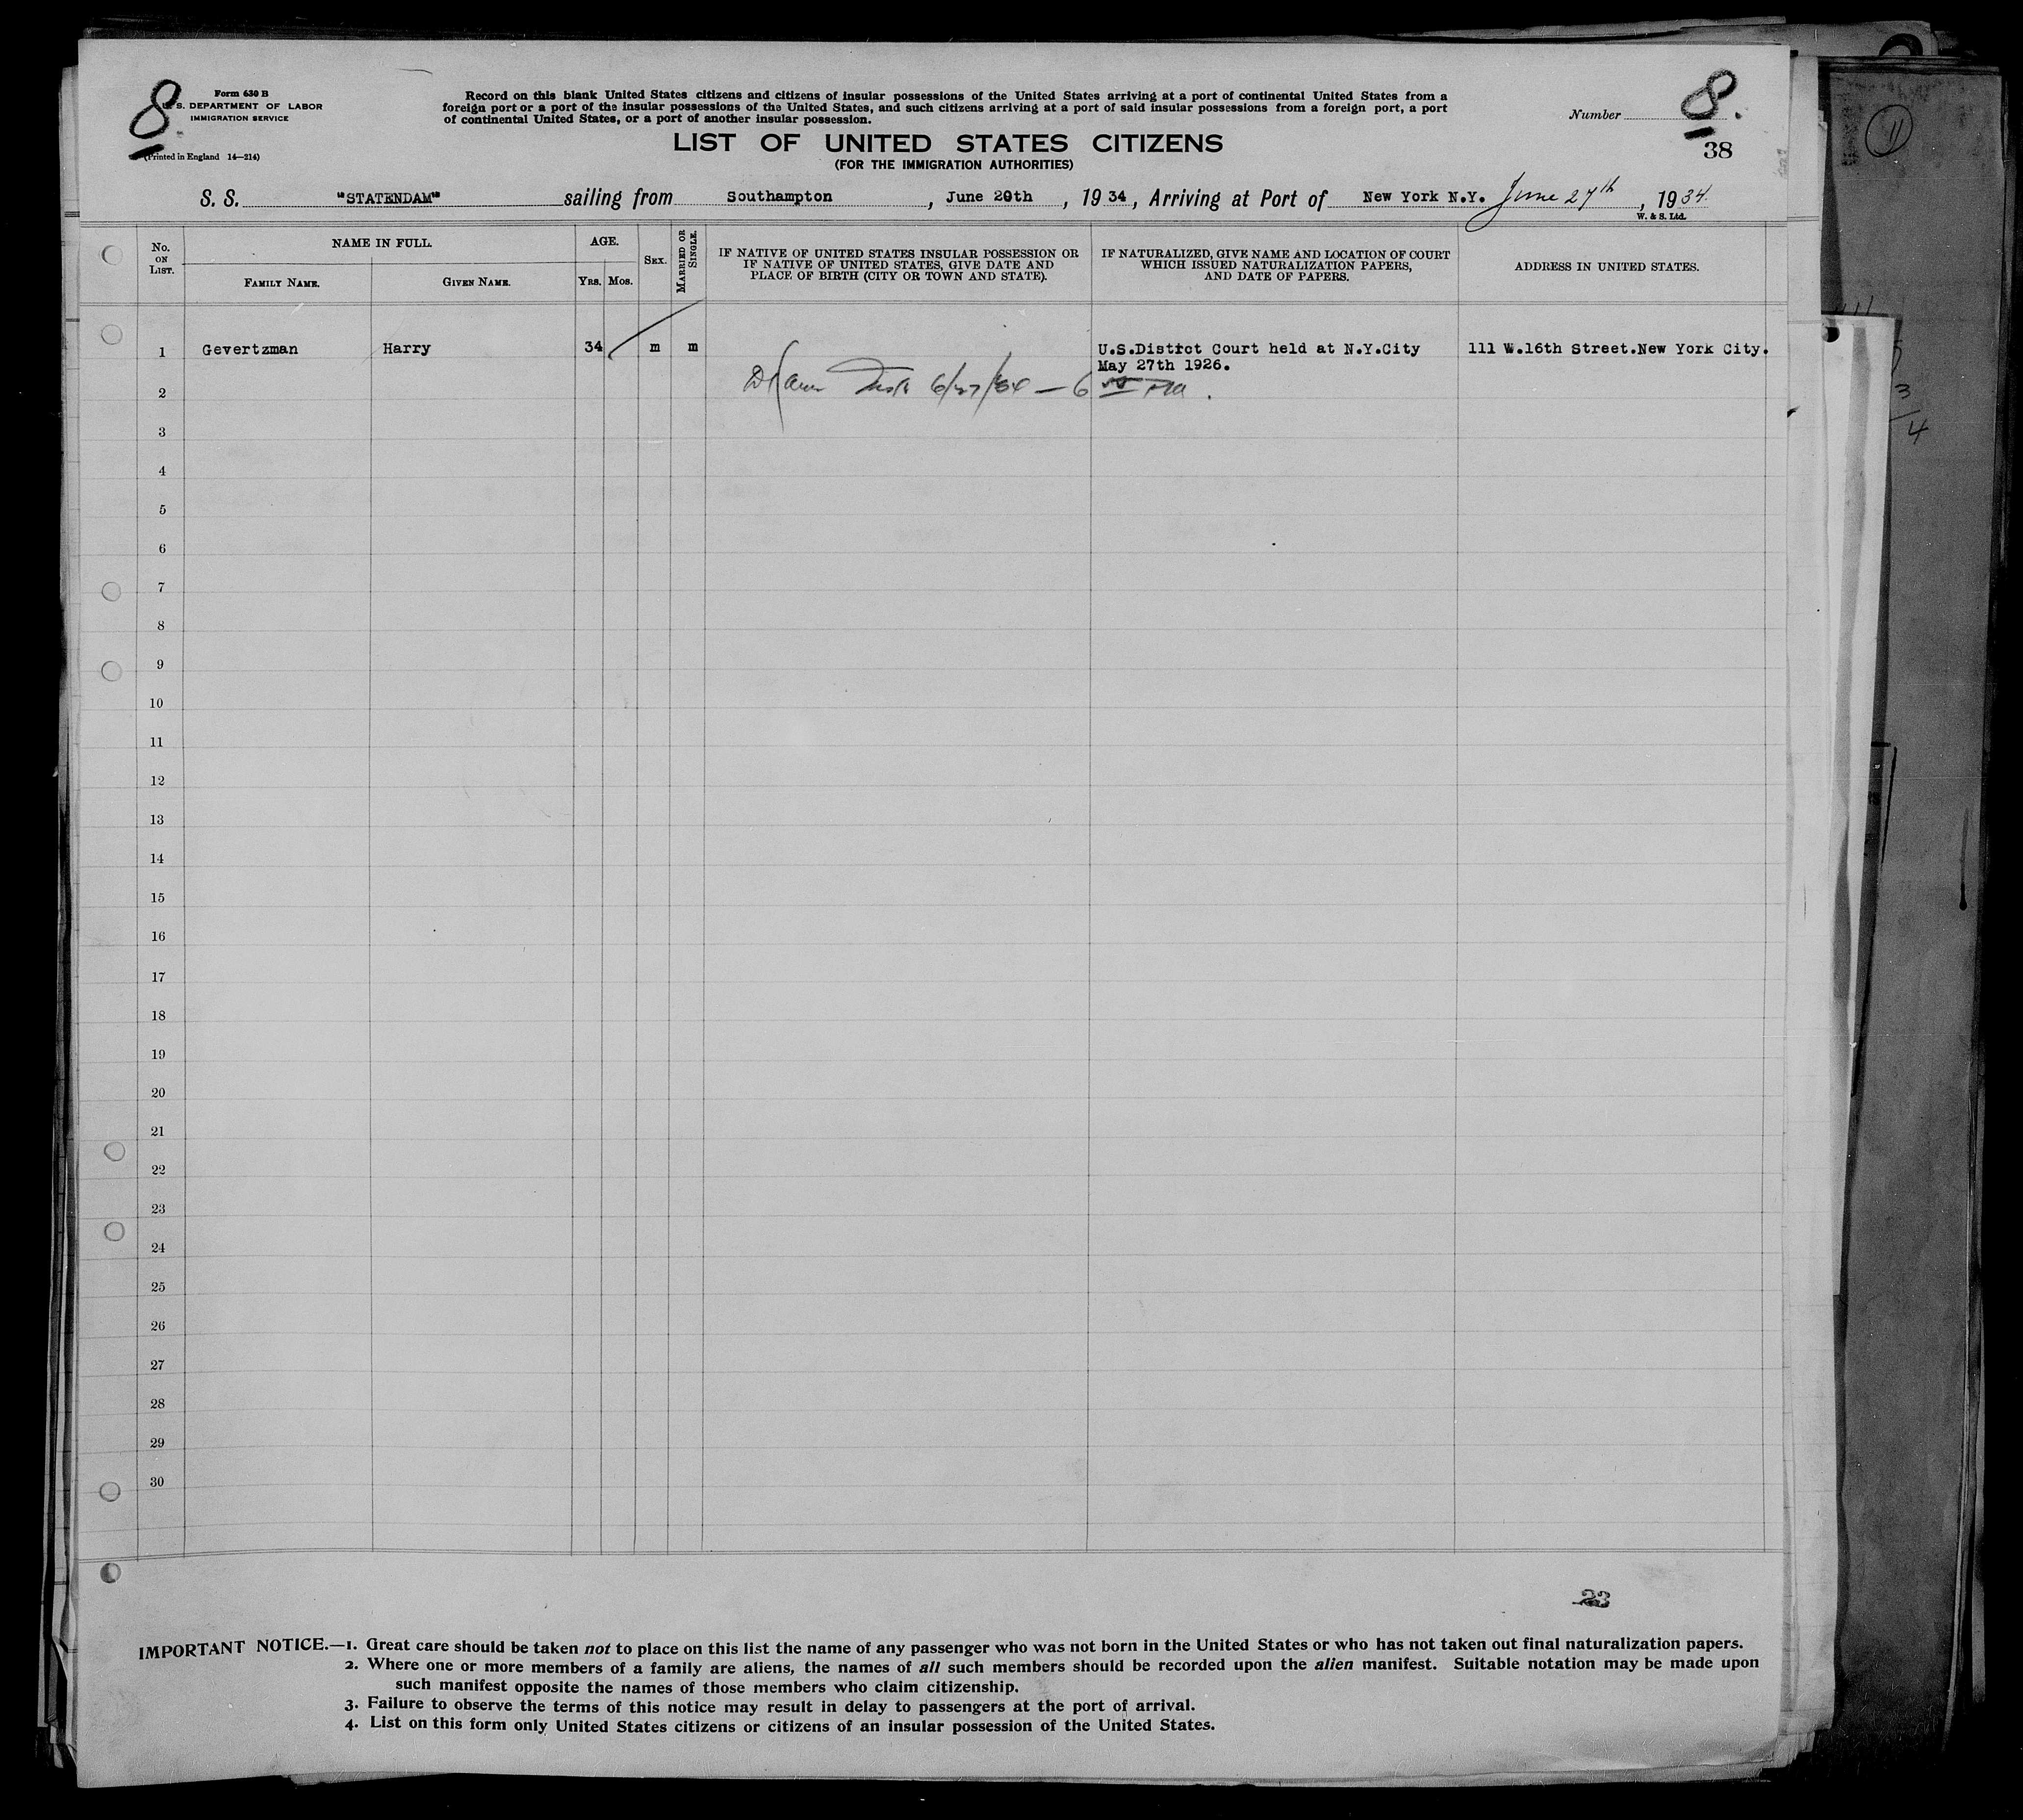 8.
Form 630 B
U. S. DEPARTMENT OF LABOR
IMMIGRATION SERVICE
(Printed in England 14—214)
Record on this blank United States citizens and citizens of insular possessions of the United States arriving at a port of continental United States from a
foreign port or a port of the insular possessions of the United States, and such citizens arriving at a port of said insular possessions from a foreign port, a port
of continental United States, or a port of another insular possession.
Number 8.
38
LIST OF UNITED STATES CITIZENS
(FOR THE IMMIGRATION AUTHORITIES)
S. S. "STATENDAM" sailing from Southampton, June 20th, 1934, Arriving at Port of New York N.Y. June 27th, 1934
W. & S. Ltd.
No. ON LIST.
NAME IN FULL.
FAMILY NAME.
GIVEN NAME.
AGE.
YRS. MOS.
SEX.
MARRIED OR SINGLE.
IF NATIVE OF UNITED STATES INSULAR POSSESSION OR
IF NATIVE OF UNITED STATES, GIVE DATE AND
PLACE OF BIRTH (CITY OR TOWN AND STATE).
IF NATURALIZED, GIVE NAME AND LOCATION OF COURT
WHICH ISSUED NATURALIZATION PAPERS,
AND DATE OF PAPERS.
ADDRESS IN UNITED STATES.
1 Gevertzman Harry 34 m m U.S.Distict Court held at N.Y.City 111 W.16th Street.New York City.
May 27th 1926.
2
3
4
5
6
7
8
9
10
11
12
13
14
15
16
17
18
19
20
21
22
23
24
25
26
27
28
29
30
23
IMPORTANT NOTICE.—1. Great care should be taken not to place on this list the name of any passenger who was not born in the United States or who has not taken out final naturalization papers.
2. Where one or more members of a family are aliens, the names of all such members should be recorded upon the alien manifest. Suitable notation may be made upon
such manifest opposite the names of those members who claim citizenship.
3. Failure to observe the terms of this notice may result in delay to passengers at the port of arrival.
4. List on this form only United States citizens or citizens of an insular possession of the United States.
11
3
4